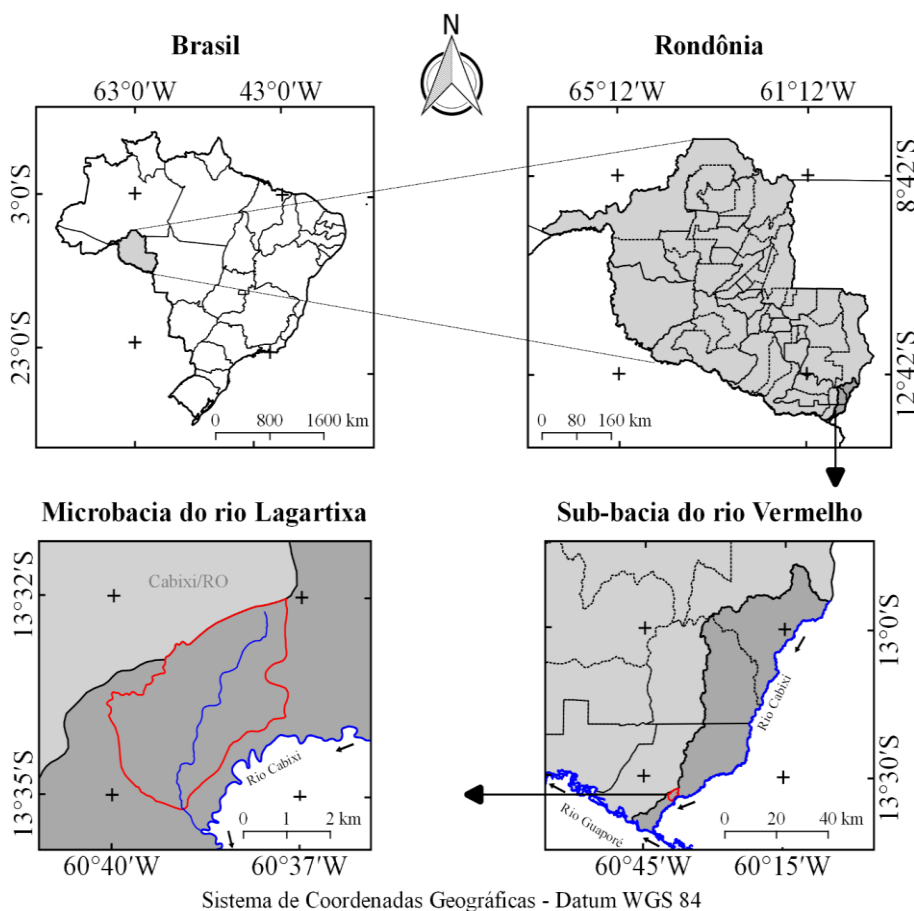 N
Brasil
63°0'W 43°0'W
3°0'S
23°0'S
0 800 1600 km
Rondônia
65°12'W 61°12'W
8°42'S
12°42'S
0 80 160 km
Microbacia do rio Lagartixa
13°32'S
13°35'S
Cabixi/RO
Rio Cabixi
0 1 2 km
60°40'W 60°37'W
Sub-bacia do rio Vermelho
13°0'S
13°30'S
Rio Cabixi
Rio Guaporé
0 20 40 km
60°45'W 60°15'W
Sistema de Coordenadas Geográficas - Datum WGS 84